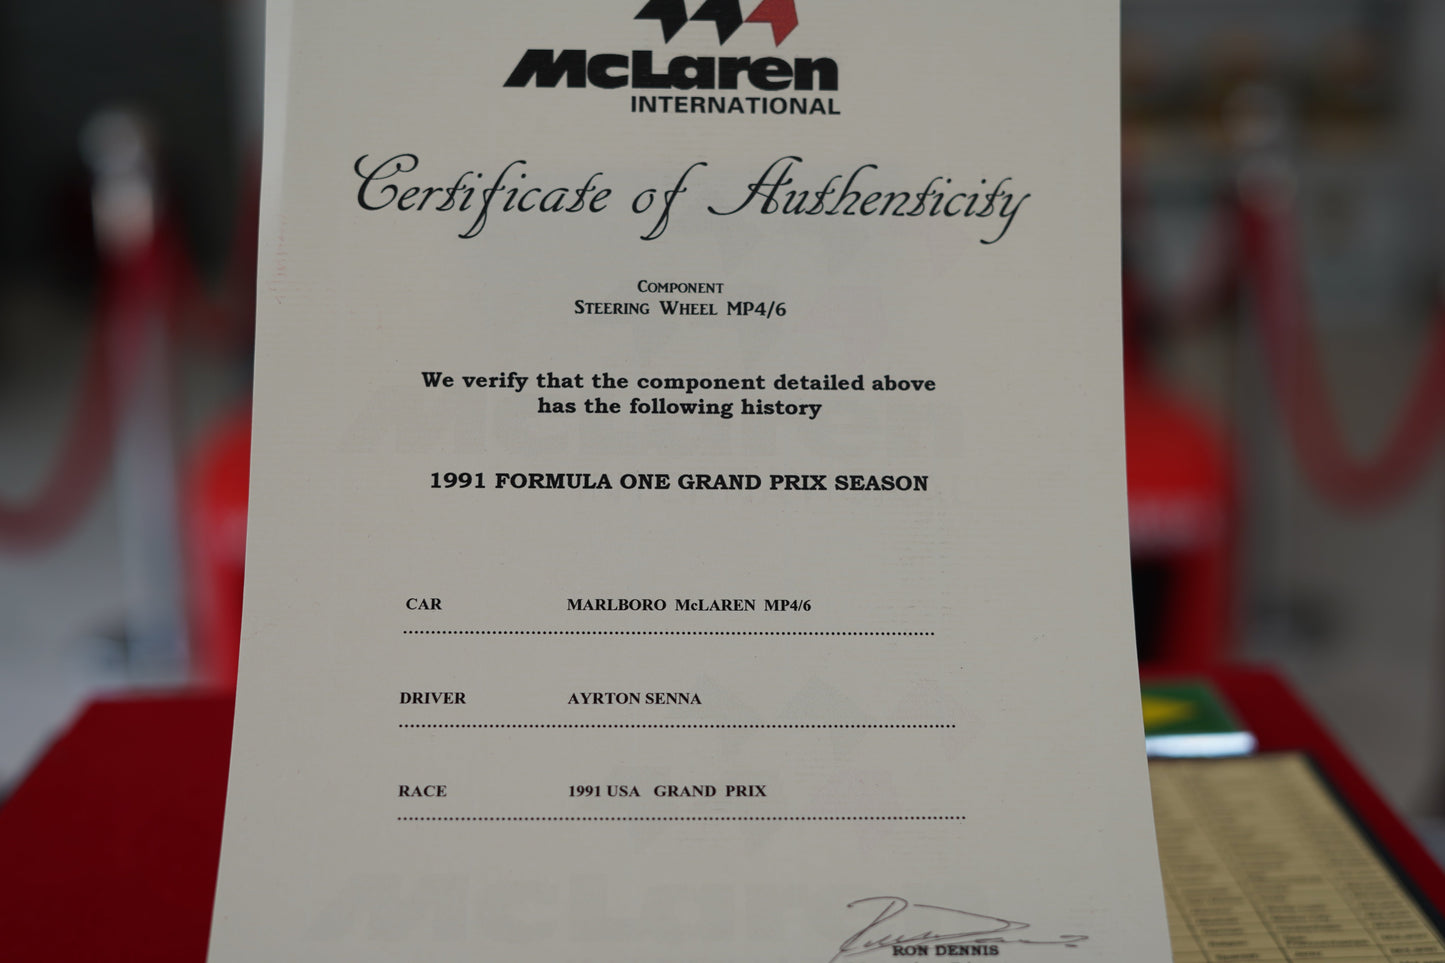 McLaren
INTERNATIONAL
Certificate of Authenticity
COMPONENT
STEERING WHEEL MP4/6
We verify that the component detailed above
has the following history
1991 FORMULA ONE GRAND PRIX SEASON
CAR MARLBORO McLAREN MP4/6
DRIVER AYRTON SENNA
RACE 1991 USA GRAND PRIX
RON DENNIS